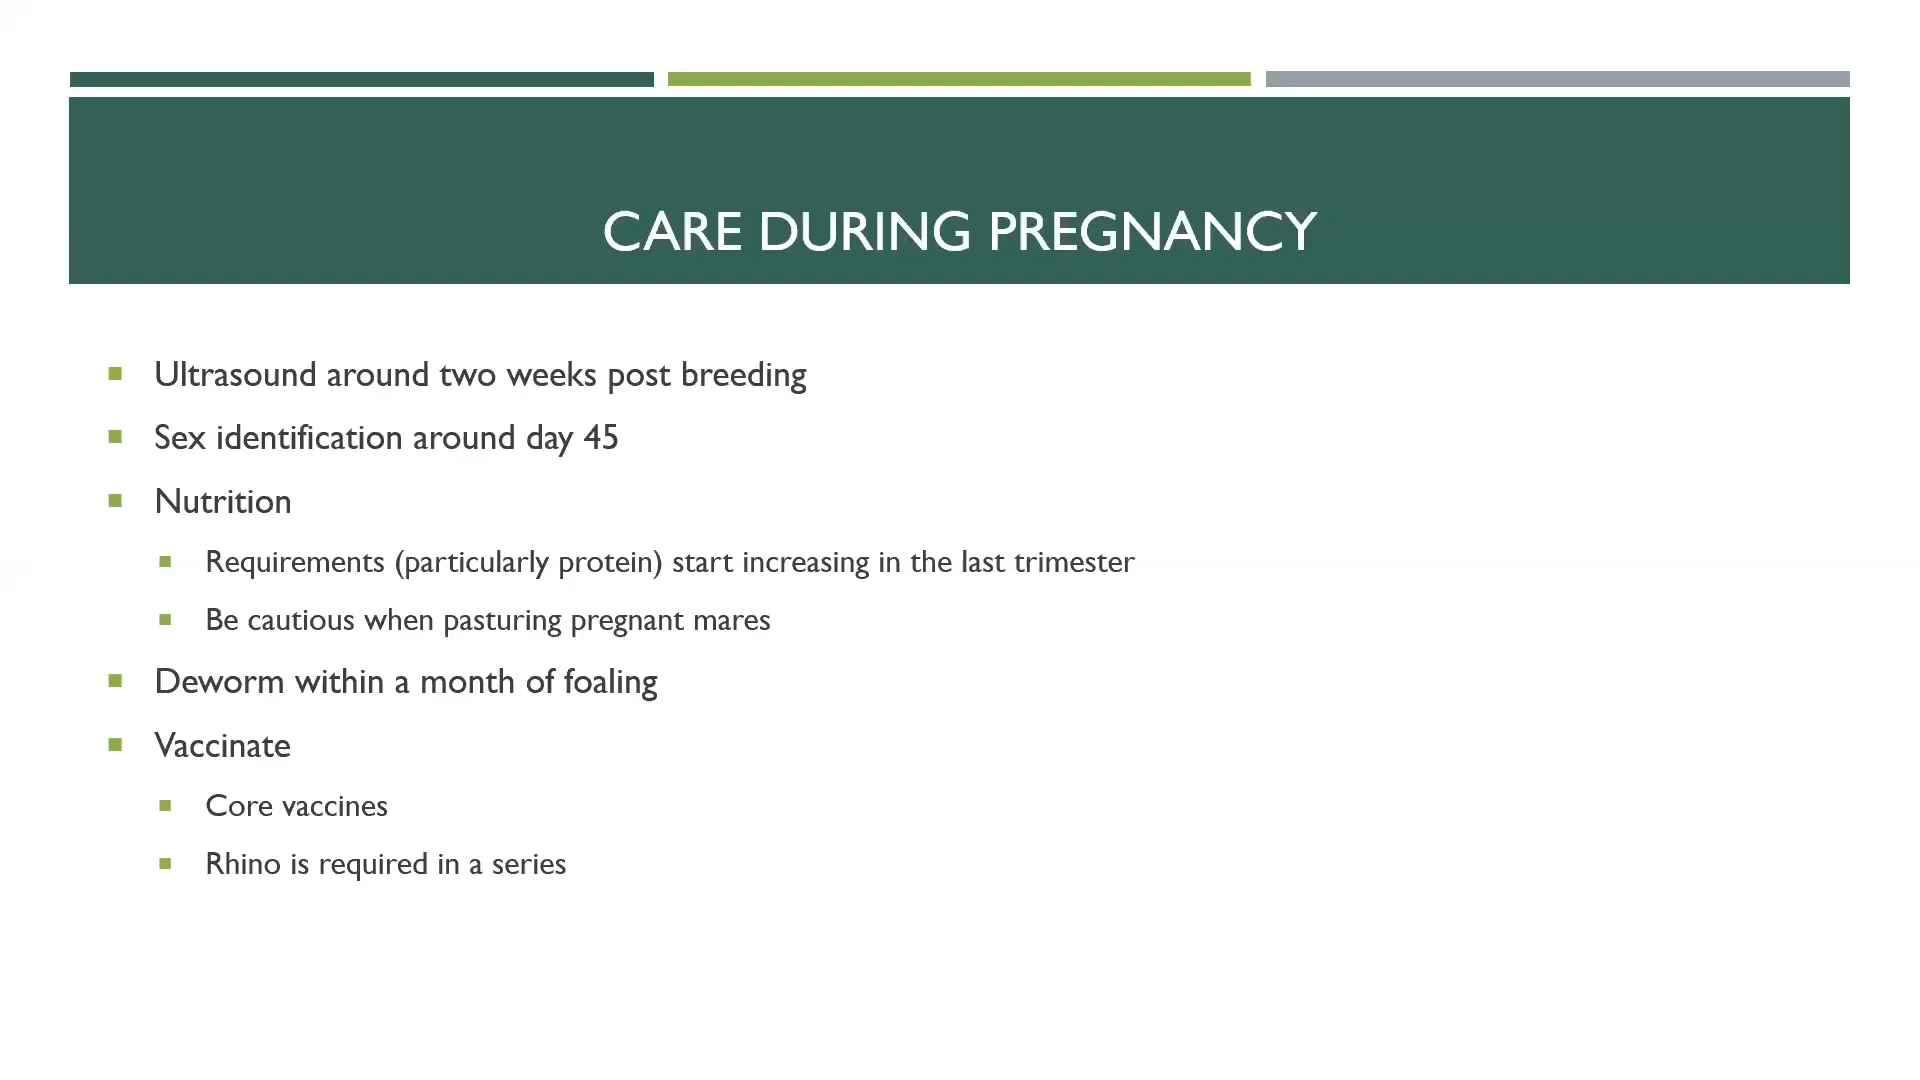 CARE DURING PREGNANCY
Ultrasound around two weeks post breeding
Sex identification around day 45
Nutrition
Requirements (particularly protein) start increasing in the last trimester
Be cautious when pasturing pregnant mares
Deworm within a month of foaling
Vaccinate
Core vaccines
Rhino is required in a series